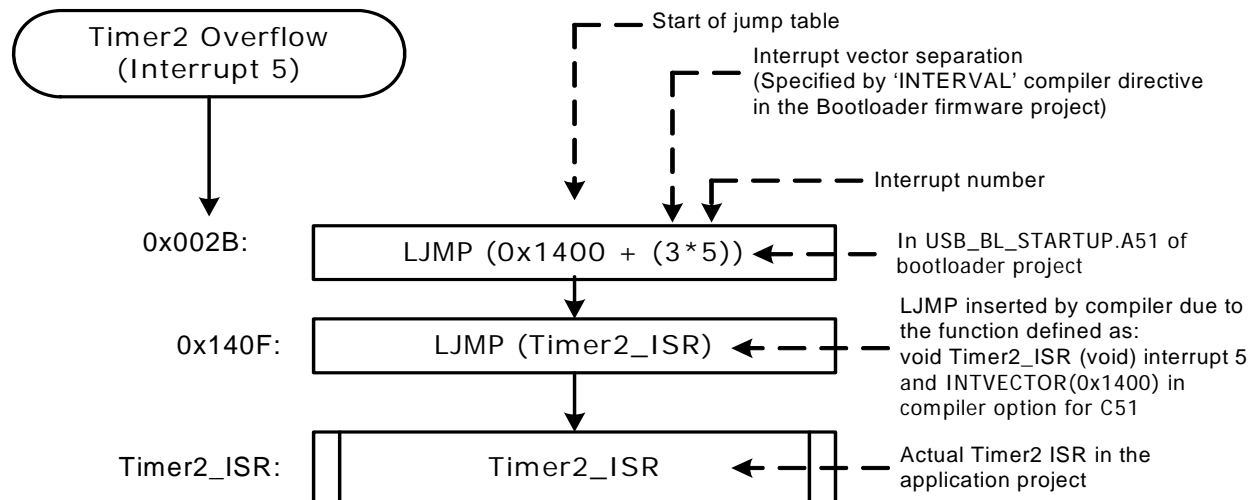 Timer2 Overflow
(Interrupt 5)
Start of jump table
Interrupt vector separation
(Specified by ‘INTERVAL’ compiler directive
in the Bootloader firmware project)
Interrupt number
0x002B:
LJMP (0x1400 + (3*5))
In USB_BL_STARTUP.A51 of
bootloader project
0x140F:
LJMP (Timer2_ISR)
LJMP inserted by compiler due to
the function defined as:
void Timer2_ISR (void) interrupt 5
and INTVECTOR(0x1400) in
compiler option for C51
Timer2_ISR:
Timer2_ISR
Actual Timer2 ISR in the
application project